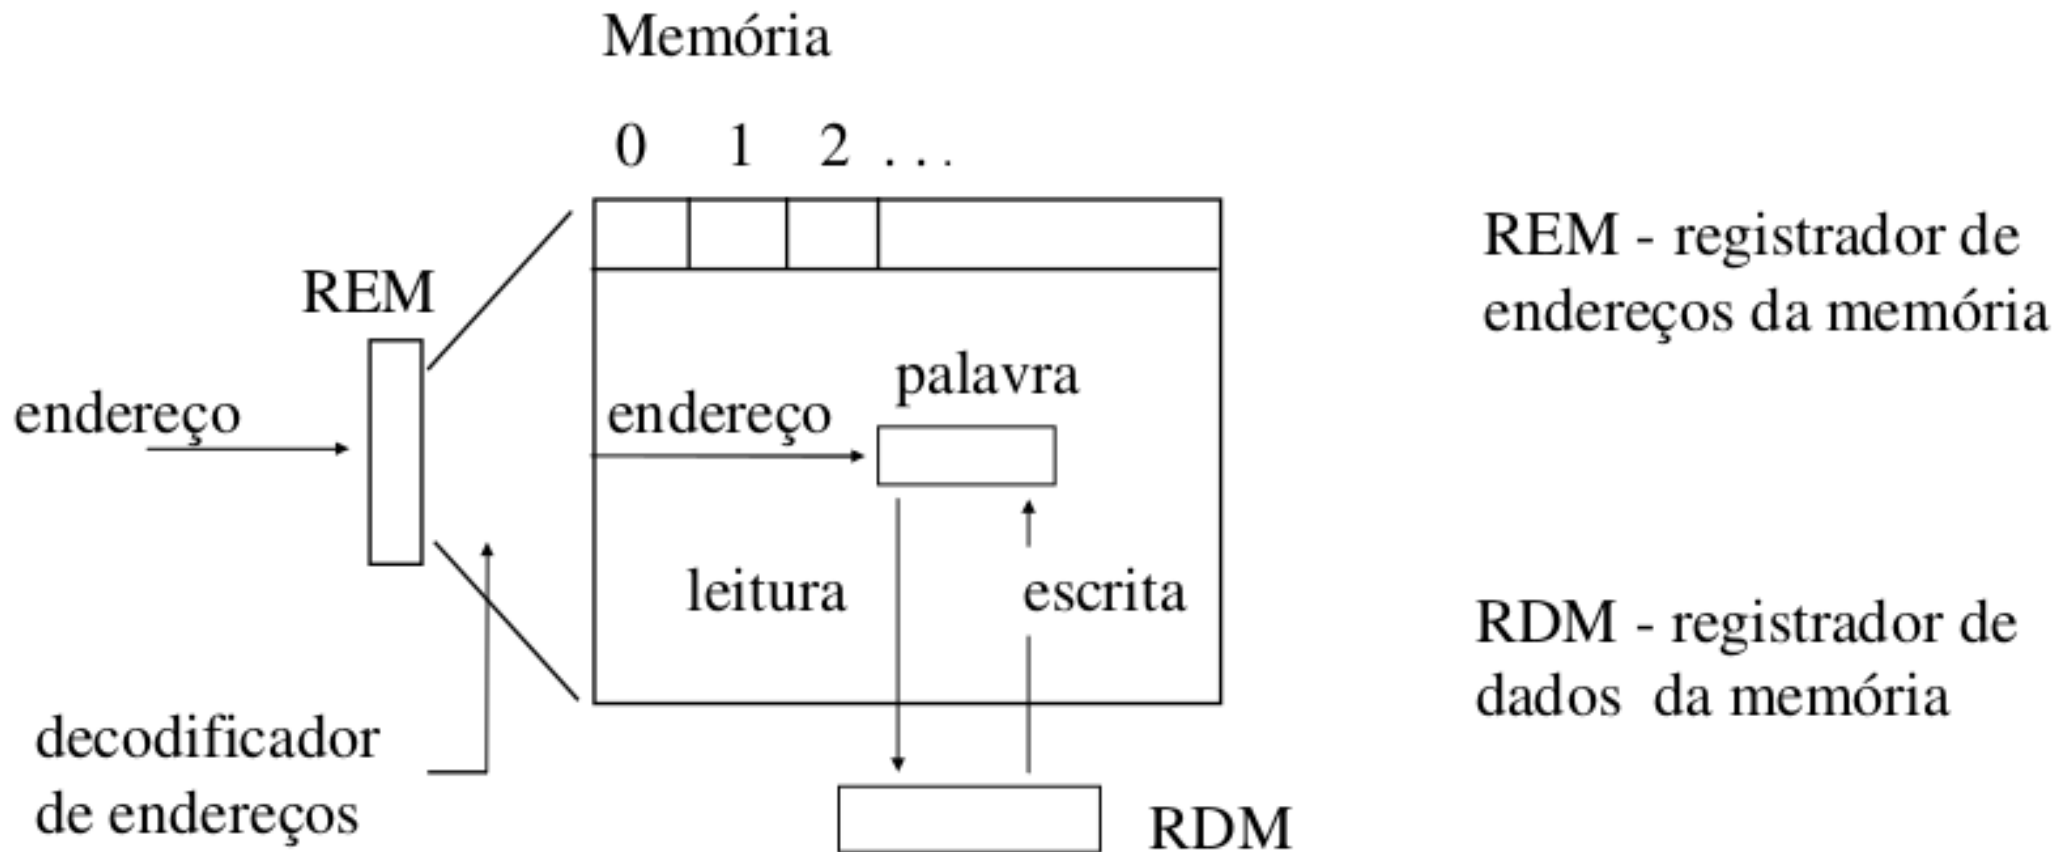 Memória
0 1 2 . . .
REM - registrador de
endereços da memória
REM
palavra
endereço
endereço
leitura
escrita
RDM - registrador de
dados da memória
decodificador
de endereços
RDM